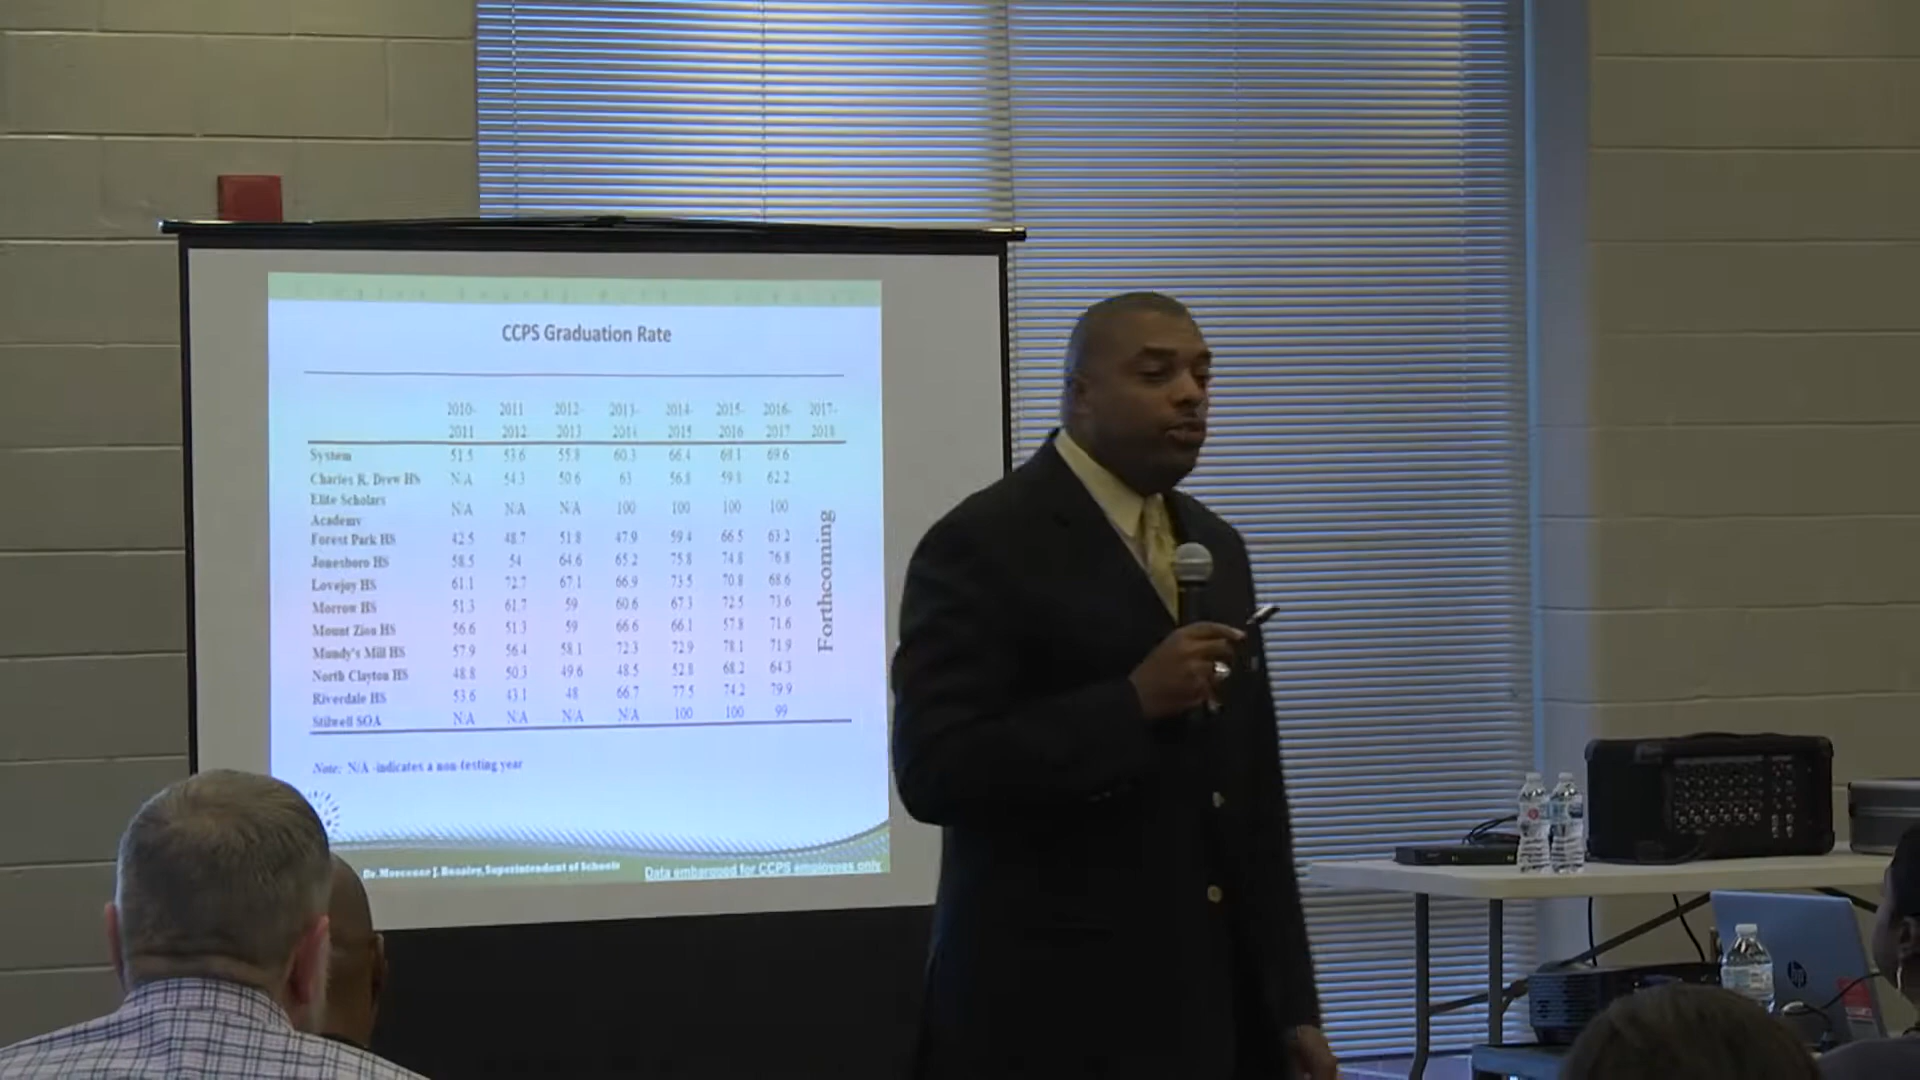 CCPS Graduation Rate
2010- 2011 2012- 2013- 2014- 2015- 2016- 2017-
2011 2012 2013 2014 2015 2016 2017 2018
System 51.5 53.6 55.8 60.3 66.4 68.1 69.6
Charles R. Drew HS N/A 54.3 50.6 63 56.8 59.8 62.2
Elite Scholars
Academy N/A N/A N/A 100 100 100 100
Forest Park HS 42.5 48.7 51.8 47.9 59.4 66.5 63.2
Jonesboro HS 58.5 54 64.6 65.2 75.8 74.8 76.8
Lovejoy HS 61.1 72.7 67.1 66.9 73.5 70.8 68.6
Morrow HS 51.3 61.7 59 60.6 67.3 72.5 73.6
Mount Zion HS 56.6 51.3 59 66.6 66.1 57.8 71.6
Mundy's Mill HS 57.9 56.4 58.1 72.3 72.9 78.1 71.9
North Clayton HS 48.8 50.3 49.6 48.5 52.8 68.2 64.3
Riverdale HS 53.6 43.1 48 66.7 77.5 74.2 79.9
Stilwell SOA N/A N/A N/A N/A 100 100 99
Forthcoming
Note: N/A -indicates a non-testing year
Dr. Morcease J. Beasley, Superintendent of Schools
Data embargoed for CCPS employees only
hp